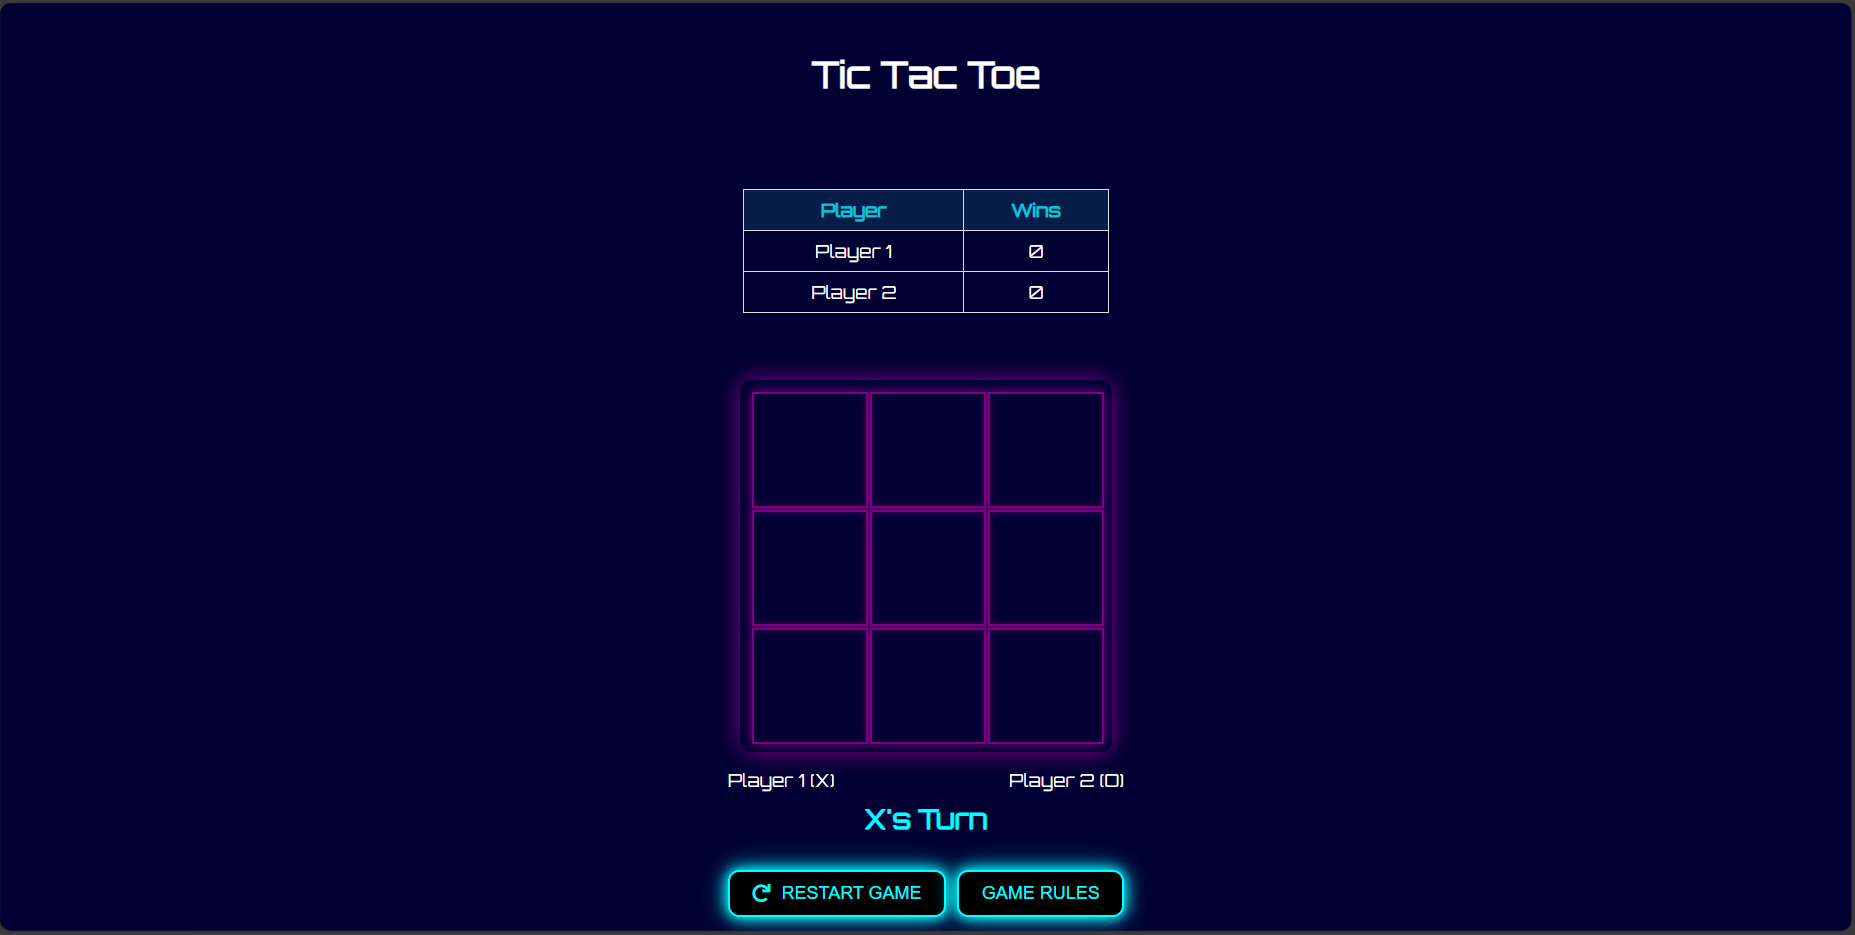 Tic Tac Toe
Player Wins
Player 1 0
Player 2 0
Player 1 (X) Player 2 (O)
X's Turn
RESTART GAME GAME RULES